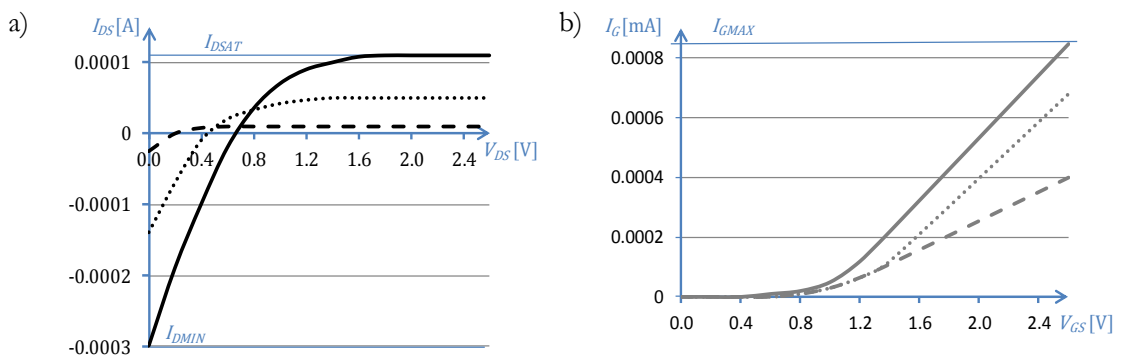 a)
I_DS [A]
I_DSAT
0.0001
0
-0.0001
-0.0002
-0.0003
0.0 0.4 0.8 1.2 1.6 2.0 2.4
V_DS [V]
I_DMIN
b)
I_G [mA]
I_GMAX
0.0008
0.0006
0.0004
0.0002
0
0.0 0.4 0.8 1.2 1.6 2.0 2.4
V_GS [V]